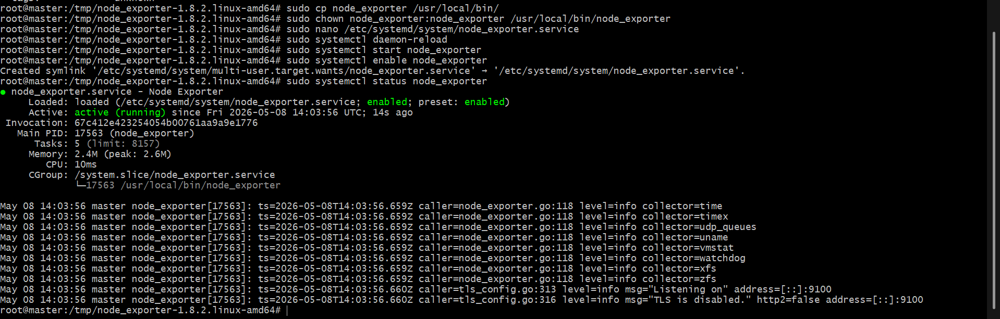 root@master:/tmp/node_exporter-1.8.2.linux-amd64# sudo cp node_exporter /usr/local/bin/
root@master:/tmp/node_exporter-1.8.2.linux-amd64# sudo chown node_exporter:node_exporter /usr/local/bin/node_exporter
root@master:/tmp/node_exporter-1.8.2.linux-amd64# sudo nano /etc/systemd/system/node_exporter.service
root@master:/tmp/node_exporter-1.8.2.linux-amd64# sudo systemctl daemon-reload
root@master:/tmp/node_exporter-1.8.2.linux-amd64# sudo systemctl start node_exporter
root@master:/tmp/node_exporter-1.8.2.linux-amd64# sudo systemctl enable node_exporter
Created symlink '/etc/systemd/system/multi-user.target.wants/node_exporter.service' → '/etc/systemd/system/node_exporter.service'.
root@master:/tmp/node_exporter-1.8.2.linux-amd64# sudo systemctl status node_exporter
● node_exporter.service - Node Exporter
     Loaded: loaded (/etc/systemd/system/node_exporter.service; enabled; preset: enabled)
     Active: active (running) since Fri 2026-05-08 14:03:56 UTC; 14s ago
 Invocation: 67c412e423254054b00761aa9a9e1776
   Main PID: 17563 (node_exporter)
      Tasks: 5 (limit: 8157)
     Memory: 2.4M (peak: 2.6M)
        CPU: 10ms
     CGroup: /system.slice/node_exporter.service
             └─17563 /usr/local/bin/node_exporter
May 08 14:03:56 master node_exporter[17563]: ts=2026-05-08T14:03:56.659Z caller=node_exporter.go:118 level=info collector=time
May 08 14:03:56 master node_exporter[17563]: ts=2026-05-08T14:03:56.659Z caller=node_exporter.go:118 level=info collector=timex
May 08 14:03:56 master node_exporter[17563]: ts=2026-05-08T14:03:56.659Z caller=node_exporter.go:118 level=info collector=udp_queues
May 08 14:03:56 master node_exporter[17563]: ts=2026-05-08T14:03:56.659Z caller=node_exporter.go:118 level=info collector=uname
May 08 14:03:56 master node_exporter[17563]: ts=2026-05-08T14:03:56.659Z caller=node_exporter.go:118 level=info collector=vmstat
May 08 14:03:56 master node_exporter[17563]: ts=2026-05-08T14:03:56.659Z caller=node_exporter.go:118 level=info collector=watchdog
May 08 14:03:56 master node_exporter[17563]: ts=2026-05-08T14:03:56.659Z caller=node_exporter.go:118 level=info collector=xfs
May 08 14:03:56 master node_exporter[17563]: ts=2026-05-08T14:03:56.659Z caller=node_exporter.go:118 level=info collector=zfs
May 08 14:03:56 master node_exporter[17563]: ts=2026-05-08T14:03:56.660Z caller=tls_config.go:313 level=info msg="Listening on" address=[::]:9100
May 08 14:03:56 master node_exporter[17563]: ts=2026-05-08T14:03:56.660Z caller=tls_config.go:316 level=info msg="TLS is disabled." http2=false address=[::]:9100
root@master:/tmp/node_exporter-1.8.2.linux-amd64#